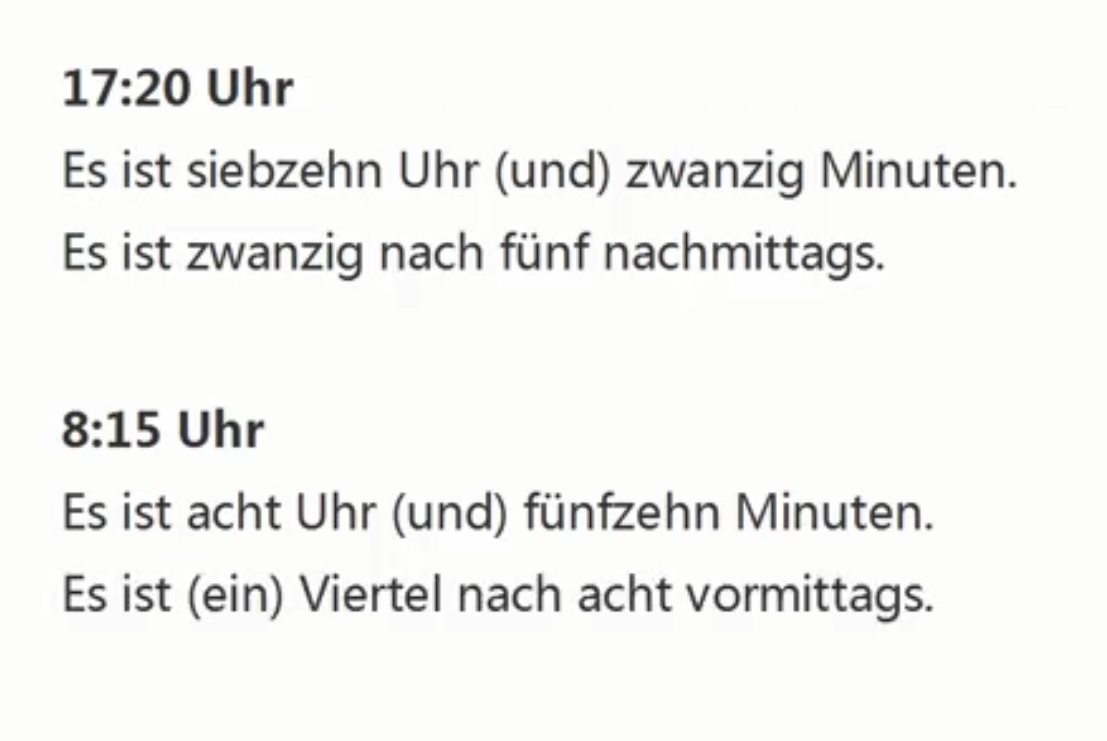 17:20 Uhr
Es ist siebzehn Uhr (und) zwanzig Minuten.
Es ist zwanzig nach fünf nachmittags.
8:15 Uhr
Es ist acht Uhr (und) fünfzehn Minuten.
Es ist (ein) Viertel nach acht vormittags.